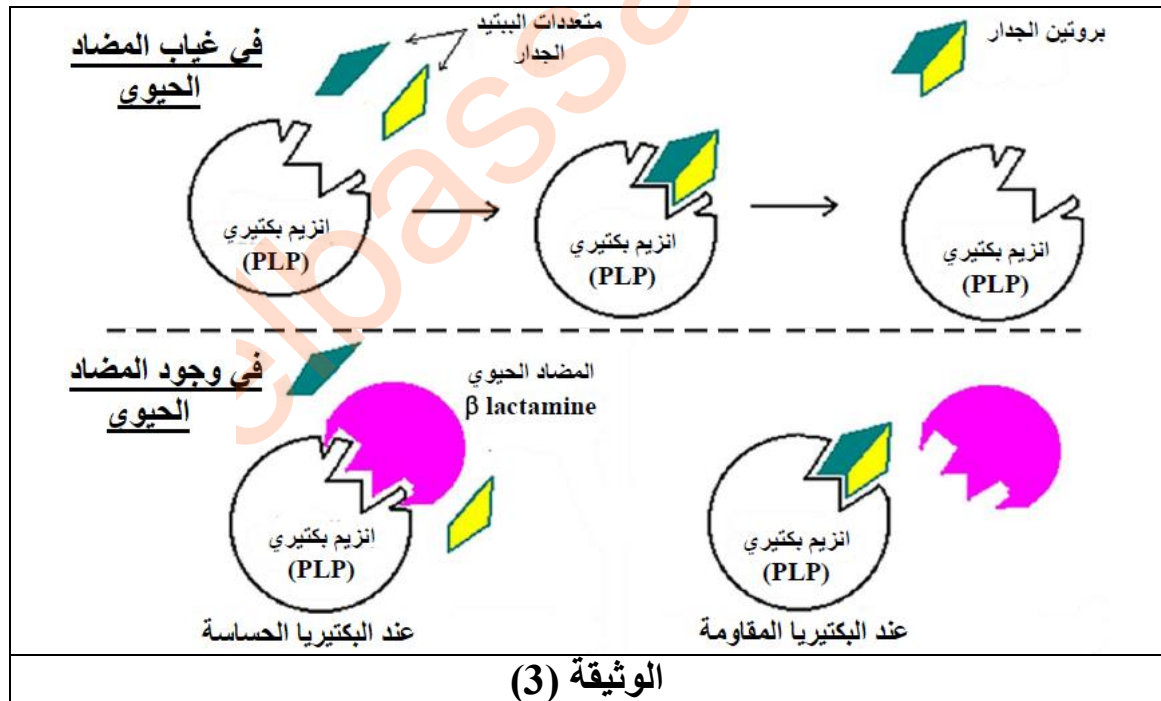 في غياب المضاد
الحيوي
متعددات الببتيد
الجدار
بروتين الجدار
انزيم بكتيري
(PLP)
انزيم بكتيري
(PLP)
انزيم بكتيري
(PLP)
في وجود المضاد
الحيوي
المضاد الحيوي
β lactamine
إنزيم بكتيري
(PLP)
عند البكتيريا الحساسة
انزيم بكتيري
(PLP)
عند البكتيريا المقاومة
الوثيقة (3)
elbass